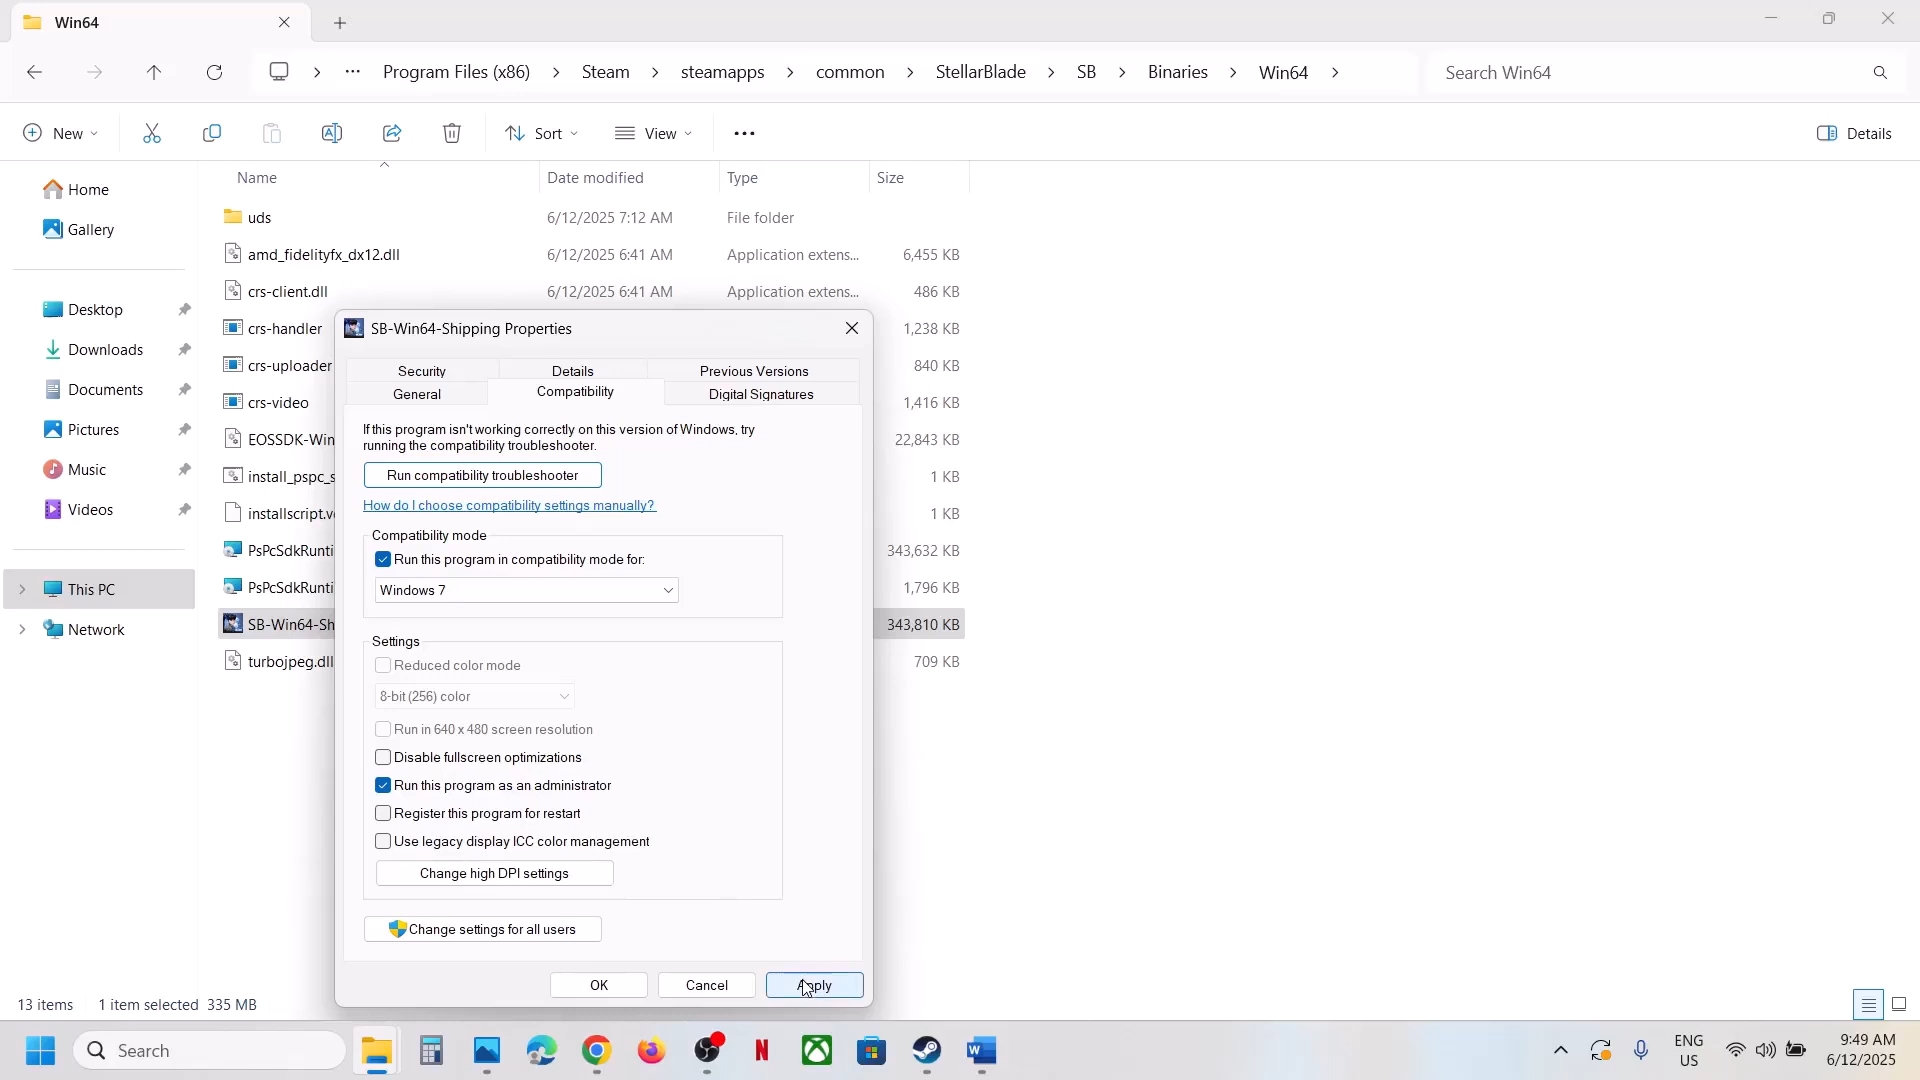 Win64
Program Files (x86) Steam steamapps common StellarBlade SB Binaries Win64
Search Win64
New Sort View Details
Name Date modified Type Size
Home
Gallery
Desktop
Downloads
Documents
Pictures
Music
Videos
This PC
Network
uds 6/12/2025 7:12 AM File folder
amd_fidelityfx_dx12.dll 6/12/2025 6:41 AM Application extens... 6,455 KB
crs-client.dll 6/12/2025 6:41 AM Application extens... 486 KB
crs-handler 1,238 KB
crs-uploader 840 KB
crs-video 1,416 KB
EOSSDK-Win 22,843 KB
install_pspc_s 1 KB
installscript.v 1 KB
PsPcSdkRunti 343,632 KB
PsPcSdkRunti 1,796 KB
SB-Win64-Sh 343,810 KB
turbojpeg.dll 709 KB
SB-Win64-Shipping Properties
Security Details Previous Versions
General Compatibility Digital Signatures
If this program isn't working correctly on this version of Windows, try
running the compatibility troubleshooter.
Run compatibility troubleshooter
How do I choose compatibility settings manually?
Compatibility mode
Run this program in compatibility mode for:
Windows 7
Settings
Reduced color mode
8-bit (256) color
Run in 640 x 480 screen resolution
Disable fullscreen optimizations
Run this program as an administrator
Register this program for restart
Use legacy display ICC color management
Change high DPI settings
Change settings for all users
OK Cancel Apply
13 items 1 item selected 335 MB
Search
ENG
US
9:49 AM
6/12/2025